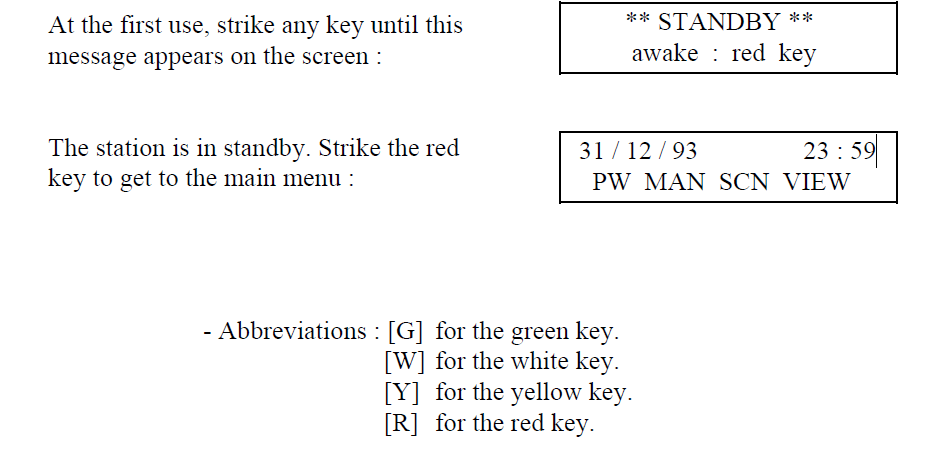 At the first use, strike any key until this
message appears on the screen :
** STANDBY **
awake : red key
The station is in standby. Strike the red
key to get to the main menu :
31 / 12 / 93 23 : 59
PW MAN SCN VIEW
- Abbreviations : [G] for the green key.
[W] for the white key.
[Y] for the yellow key.
[R] for the red key.